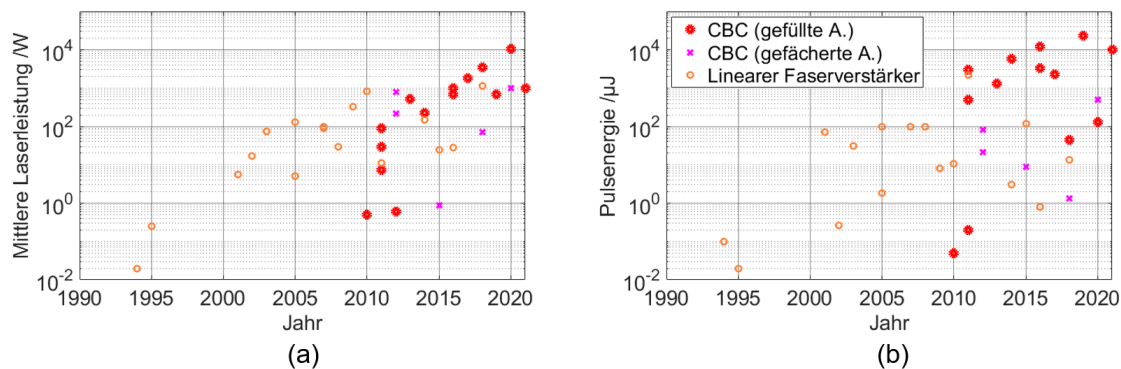 10^4
10^2
10^0
10^-2
Mittlere Laserleistung /W
1990 1995 2000 2005 2010 2015 2020
Jahr
(a)
CBC (gefüllte A.)
CBC (gefächerte A.)
Linearer Faserverstärker
10^4
10^2
10^0
10^-2
Pulsenergie /µJ
1990 1995 2000 2005 2010 2015 2020
Jahr
(b)